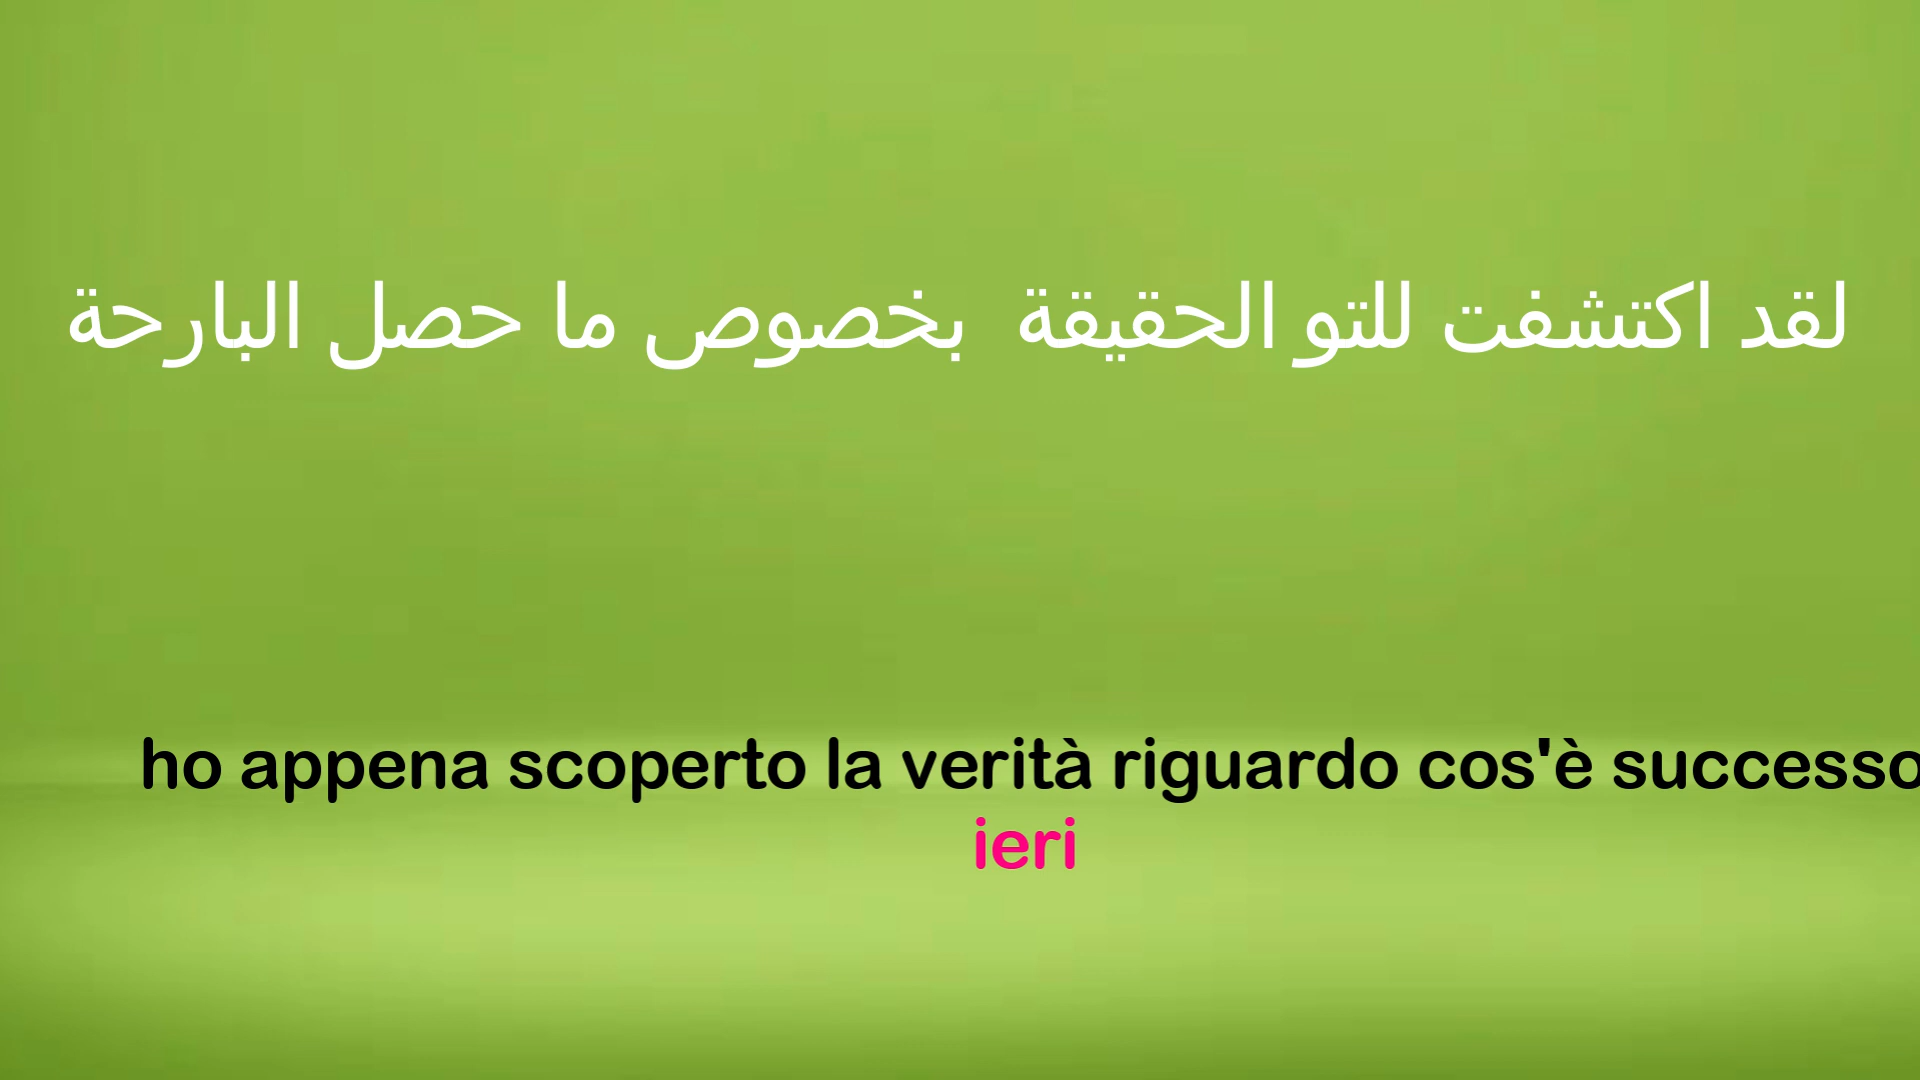 لقد اكتشفت للتو الحقيقة  بخصوص ما حصل البارحة
ho appena scoperto la verità riguardo cos'è successo
ieri